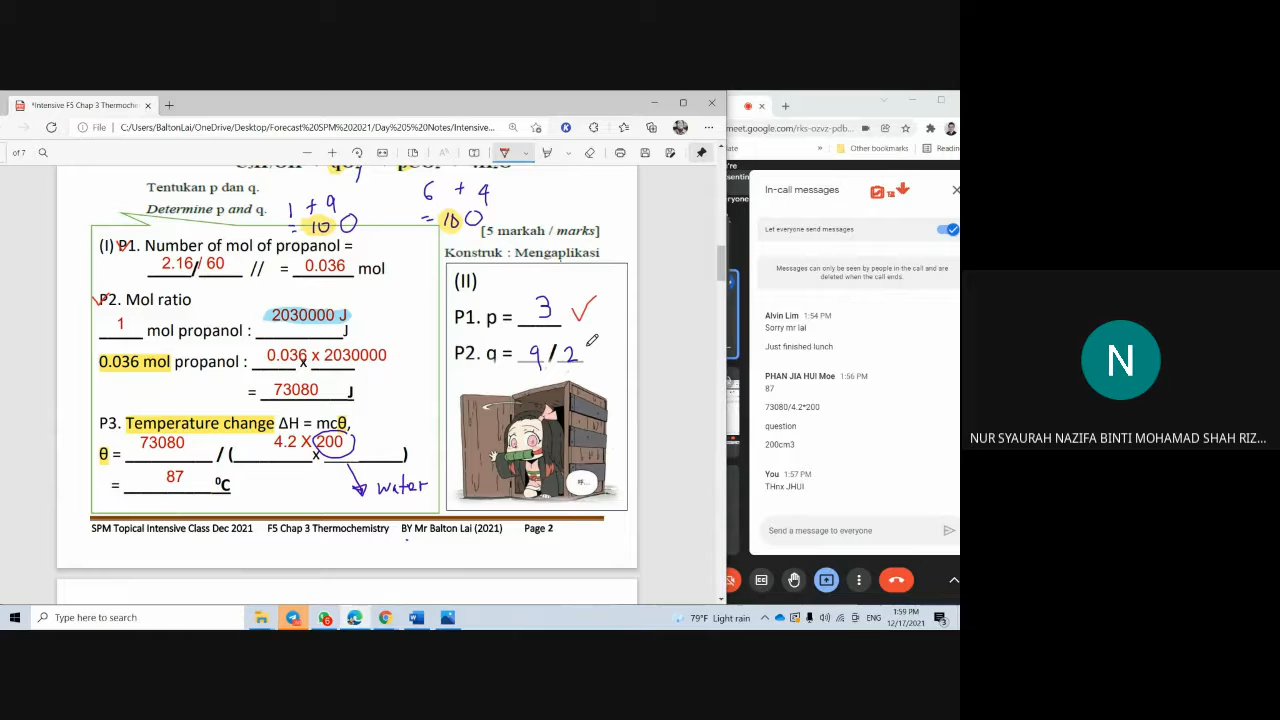 *Intensive F5 Chap 3 Thermoche
File
C:/Users/BaltonLai/OneDrive/Desktop/Forecast%20SPM%202021/Day%205%20Notes/Intensive...
of 7
Tentukan p dan q.
Determine p and q.
1 + 9
= 10 O
6 + 4
= 10 O
[5 markah / marks]
Konstruk : Mengaplikasi
(I) P1. Number of mol of propanol =
2.16/ 60 // = 0.036 mol
P2. Mol ratio
1 mol propanol : 2030000 J J
0.036 mol propanol : 0.036 x 2030000 x
= 73080 J
P3. Temperature change ΔH = mcθ,
θ = 73080 / ( 4.2 X 200 x )
= 87 ⁰C
water
(II)
P1. p = 3
P2. q = 9 / 2
SPM Topical Intensive Class Dec 2021 F5 Chap 3 Thermochemistry BY Mr Balton Lai (2021) Page 2
meet.google.com/rks-ozvz-pdb...
Other bookmarks
In-call messages
Let everyone send messages
Messages can only be seen by people in the call and are
deleted when the call ends.
Alvin Lim 1:54 PM
Sorry mr lai
Just finished lunch
PHAN JIA HUI Moe 1:56 PM
87
73080/4.2*200
question
200cm3
You 1:57 PM
THnx JHUI
Send a message to everyone
N
NUR SYAURAH NAZIFA BINTI MOHAMAD SHAH RIZ...
Type here to search
79°F Light rain
ENG
1:59 PM
12/17/2021